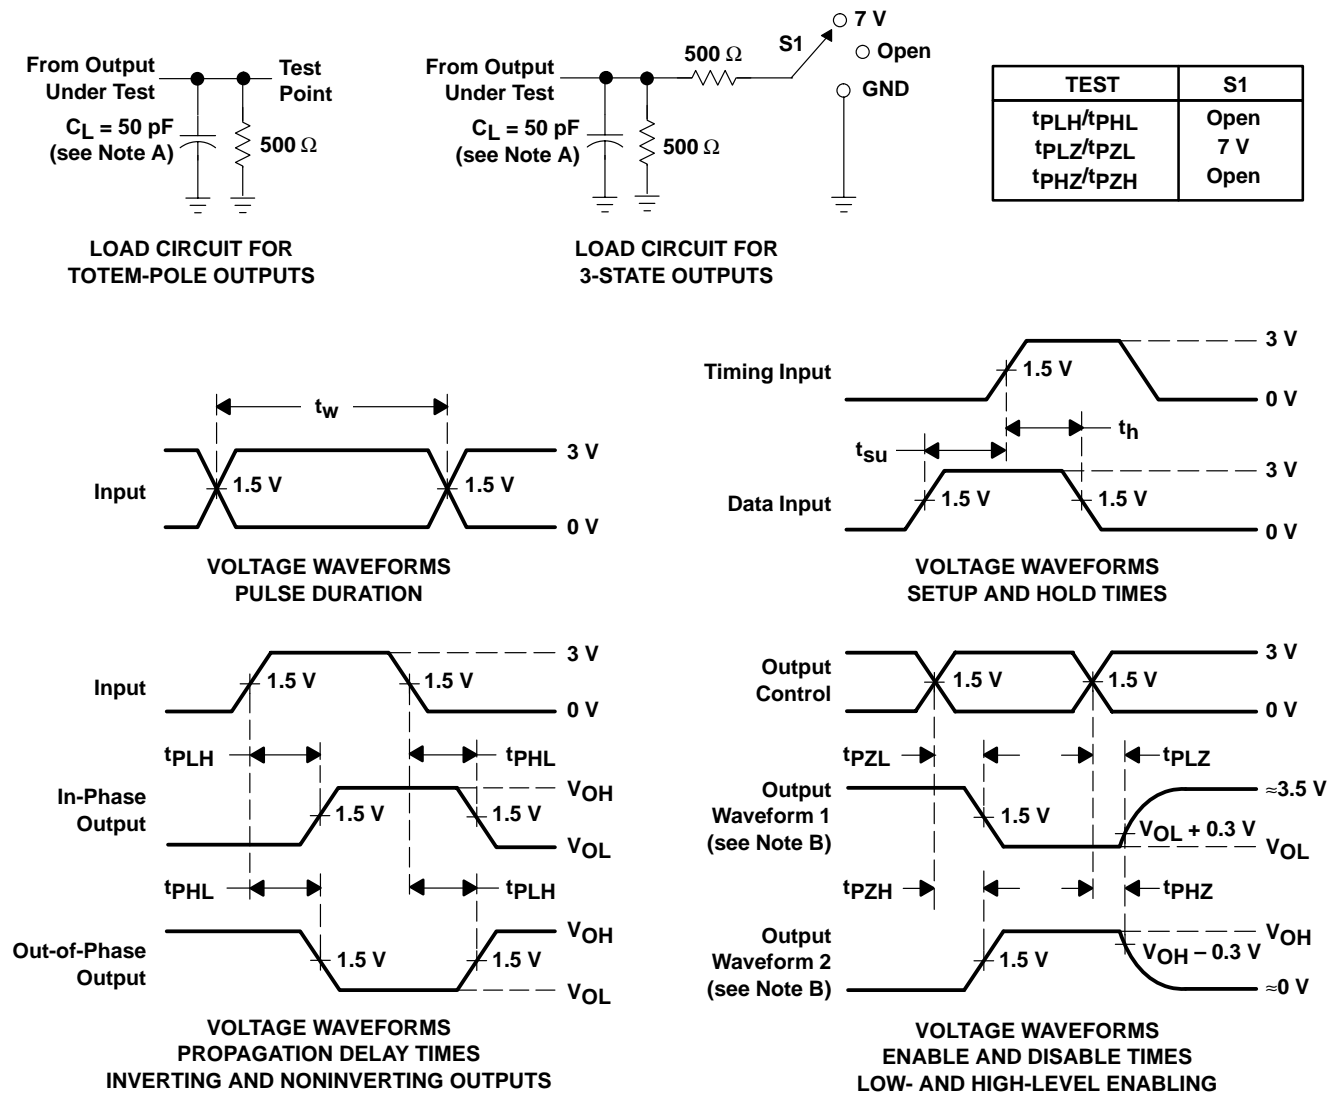 From Output
Under Test
Test
Point
CL = 50 pF
(see Note A)
500 Ω
LOAD CIRCUIT FOR
TOTEM-POLE OUTPUTS
From Output
Under Test
500 Ω
S1
7 V
Open
GND
CL = 50 pF
(see Note A)
500 Ω
LOAD CIRCUIT FOR
3-STATE OUTPUTS
TEST S1
tPLH/tPHL Open
tPLZ/tPZL 7 V
tPHZ/tPZH Open
tw
Input
1.5 V
1.5 V
3 V
0 V
VOLTAGE WAVEFORMS
PULSE DURATION
Timing Input
1.5 V
3 V
0 V
tsu
th
Data Input
1.5 V
1.5 V
3 V
0 V
VOLTAGE WAVEFORMS
SETUP AND HOLD TIMES
Input
1.5 V
1.5 V
3 V
0 V
tPLH
tPHL
In-Phase
Output
1.5 V
1.5 V
VOH
VOL
tPHL
tPLH
Out-of-Phase
Output
1.5 V
1.5 V
VOH
VOL
VOLTAGE WAVEFORMS
PROPAGATION DELAY TIMES
INVERTING AND NONINVERTING OUTPUTS
Output
Control
1.5 V
1.5 V
3 V
0 V
tPZL
tPLZ
Output
Waveform 1
(see Note B)
1.5 V
VOL + 0.3 V
≈3.5 V
VOL
tPZH
tPHZ
Output
Waveform 2
(see Note B)
1.5 V
VOH – 0.3 V
VOH
≈0 V
VOLTAGE WAVEFORMS
ENABLE AND DISABLE TIMES
LOW- AND HIGH-LEVEL ENABLING